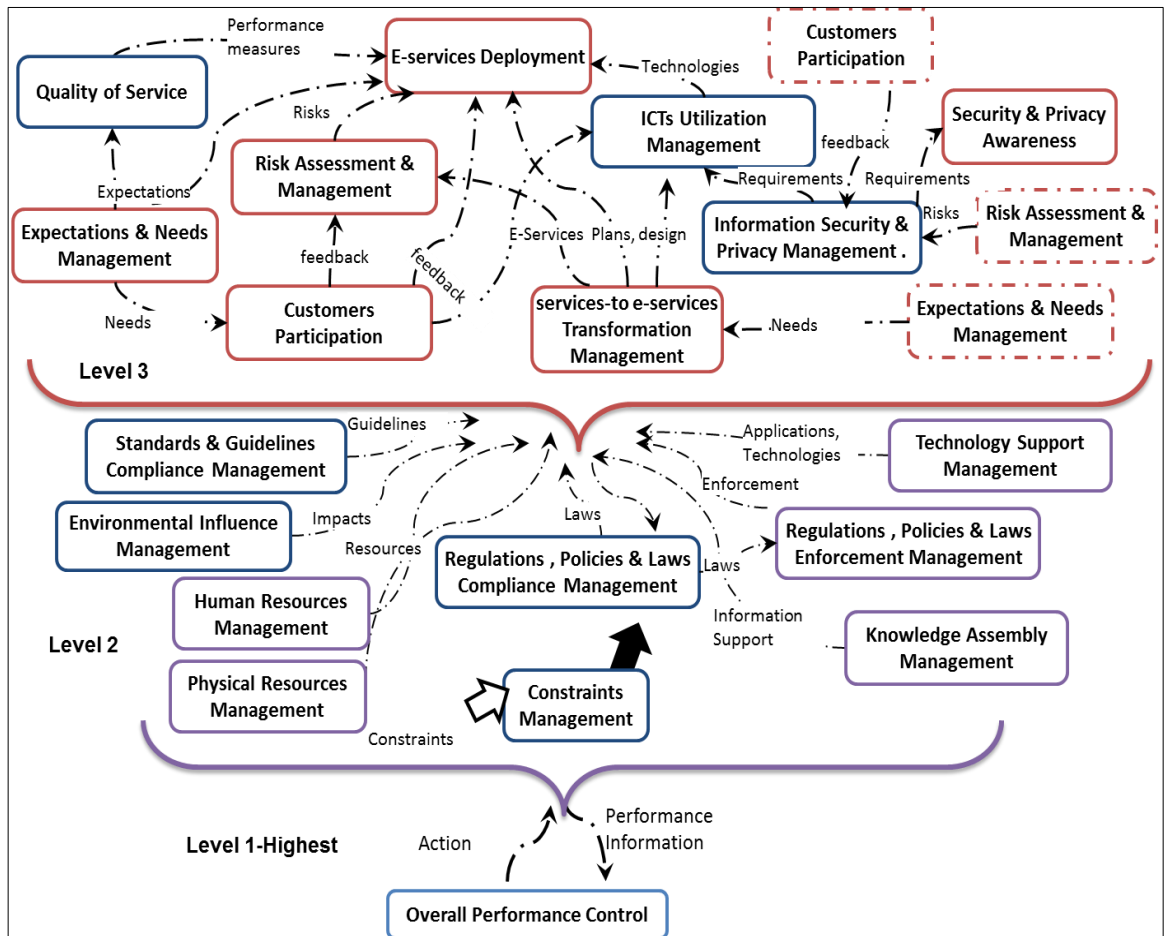 Performance
measures
E-services Deployment
Customers
Participation
Quality of Service
Technologies
Risks
ICTs Utilization
Management
Security & Privacy
Awareness
feedback
Risk Assessment &
Management
Expectations
Requirements
Requirements
Expectations & Needs
Management
E-Services
Plans, design
Information Security &
Privacy Management .
Risks
Risk Assessment &
Management
feedback
feedback
Customers
Participation
services-to e-services
Transformation
Management
Needs
Needs
Expectations & Needs
Management
Level 3
Standards & Guidelines
Compliance Management
Guidelines
Applications,
Technologies
Technology Support
Management
Enforcement
Environmental Influence
Management
Impacts
Laws
Resources
Regulations , Policies & Laws
Compliance Management
Laws
Regulations , Policies & Laws
Enforcement Management
Human Resources
Management
Information
Support
Knowledge Assembly
Management
Level 2
Physical Resources
Management
Constraints
Management
Constraints
Level 1-Highest
Action
Performance
Information
Overall Performance Control